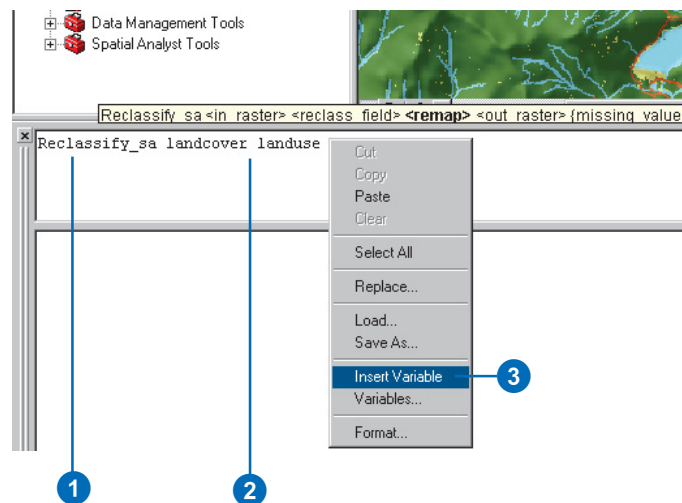 Data Management Tools
Spatial Analyst Tools
Reclassify_sa <in_raster> <reclass_field> <remap> <out_raster> {missing_value
Reclassify_sa landcover landuse
Cut
Copy
Paste
Clear
Select All
Replace...
Load...
Save As...
Insert Variable
3
Variables...
Format...
1
2